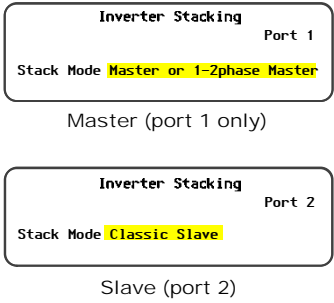 Inverter Stacking
Port 1
Stack Mode Master or 1-2phase Master
Master (port 1 only)
Inverter Stacking
Port 2
Stack Mode Classic Slave
Slave (port 2)